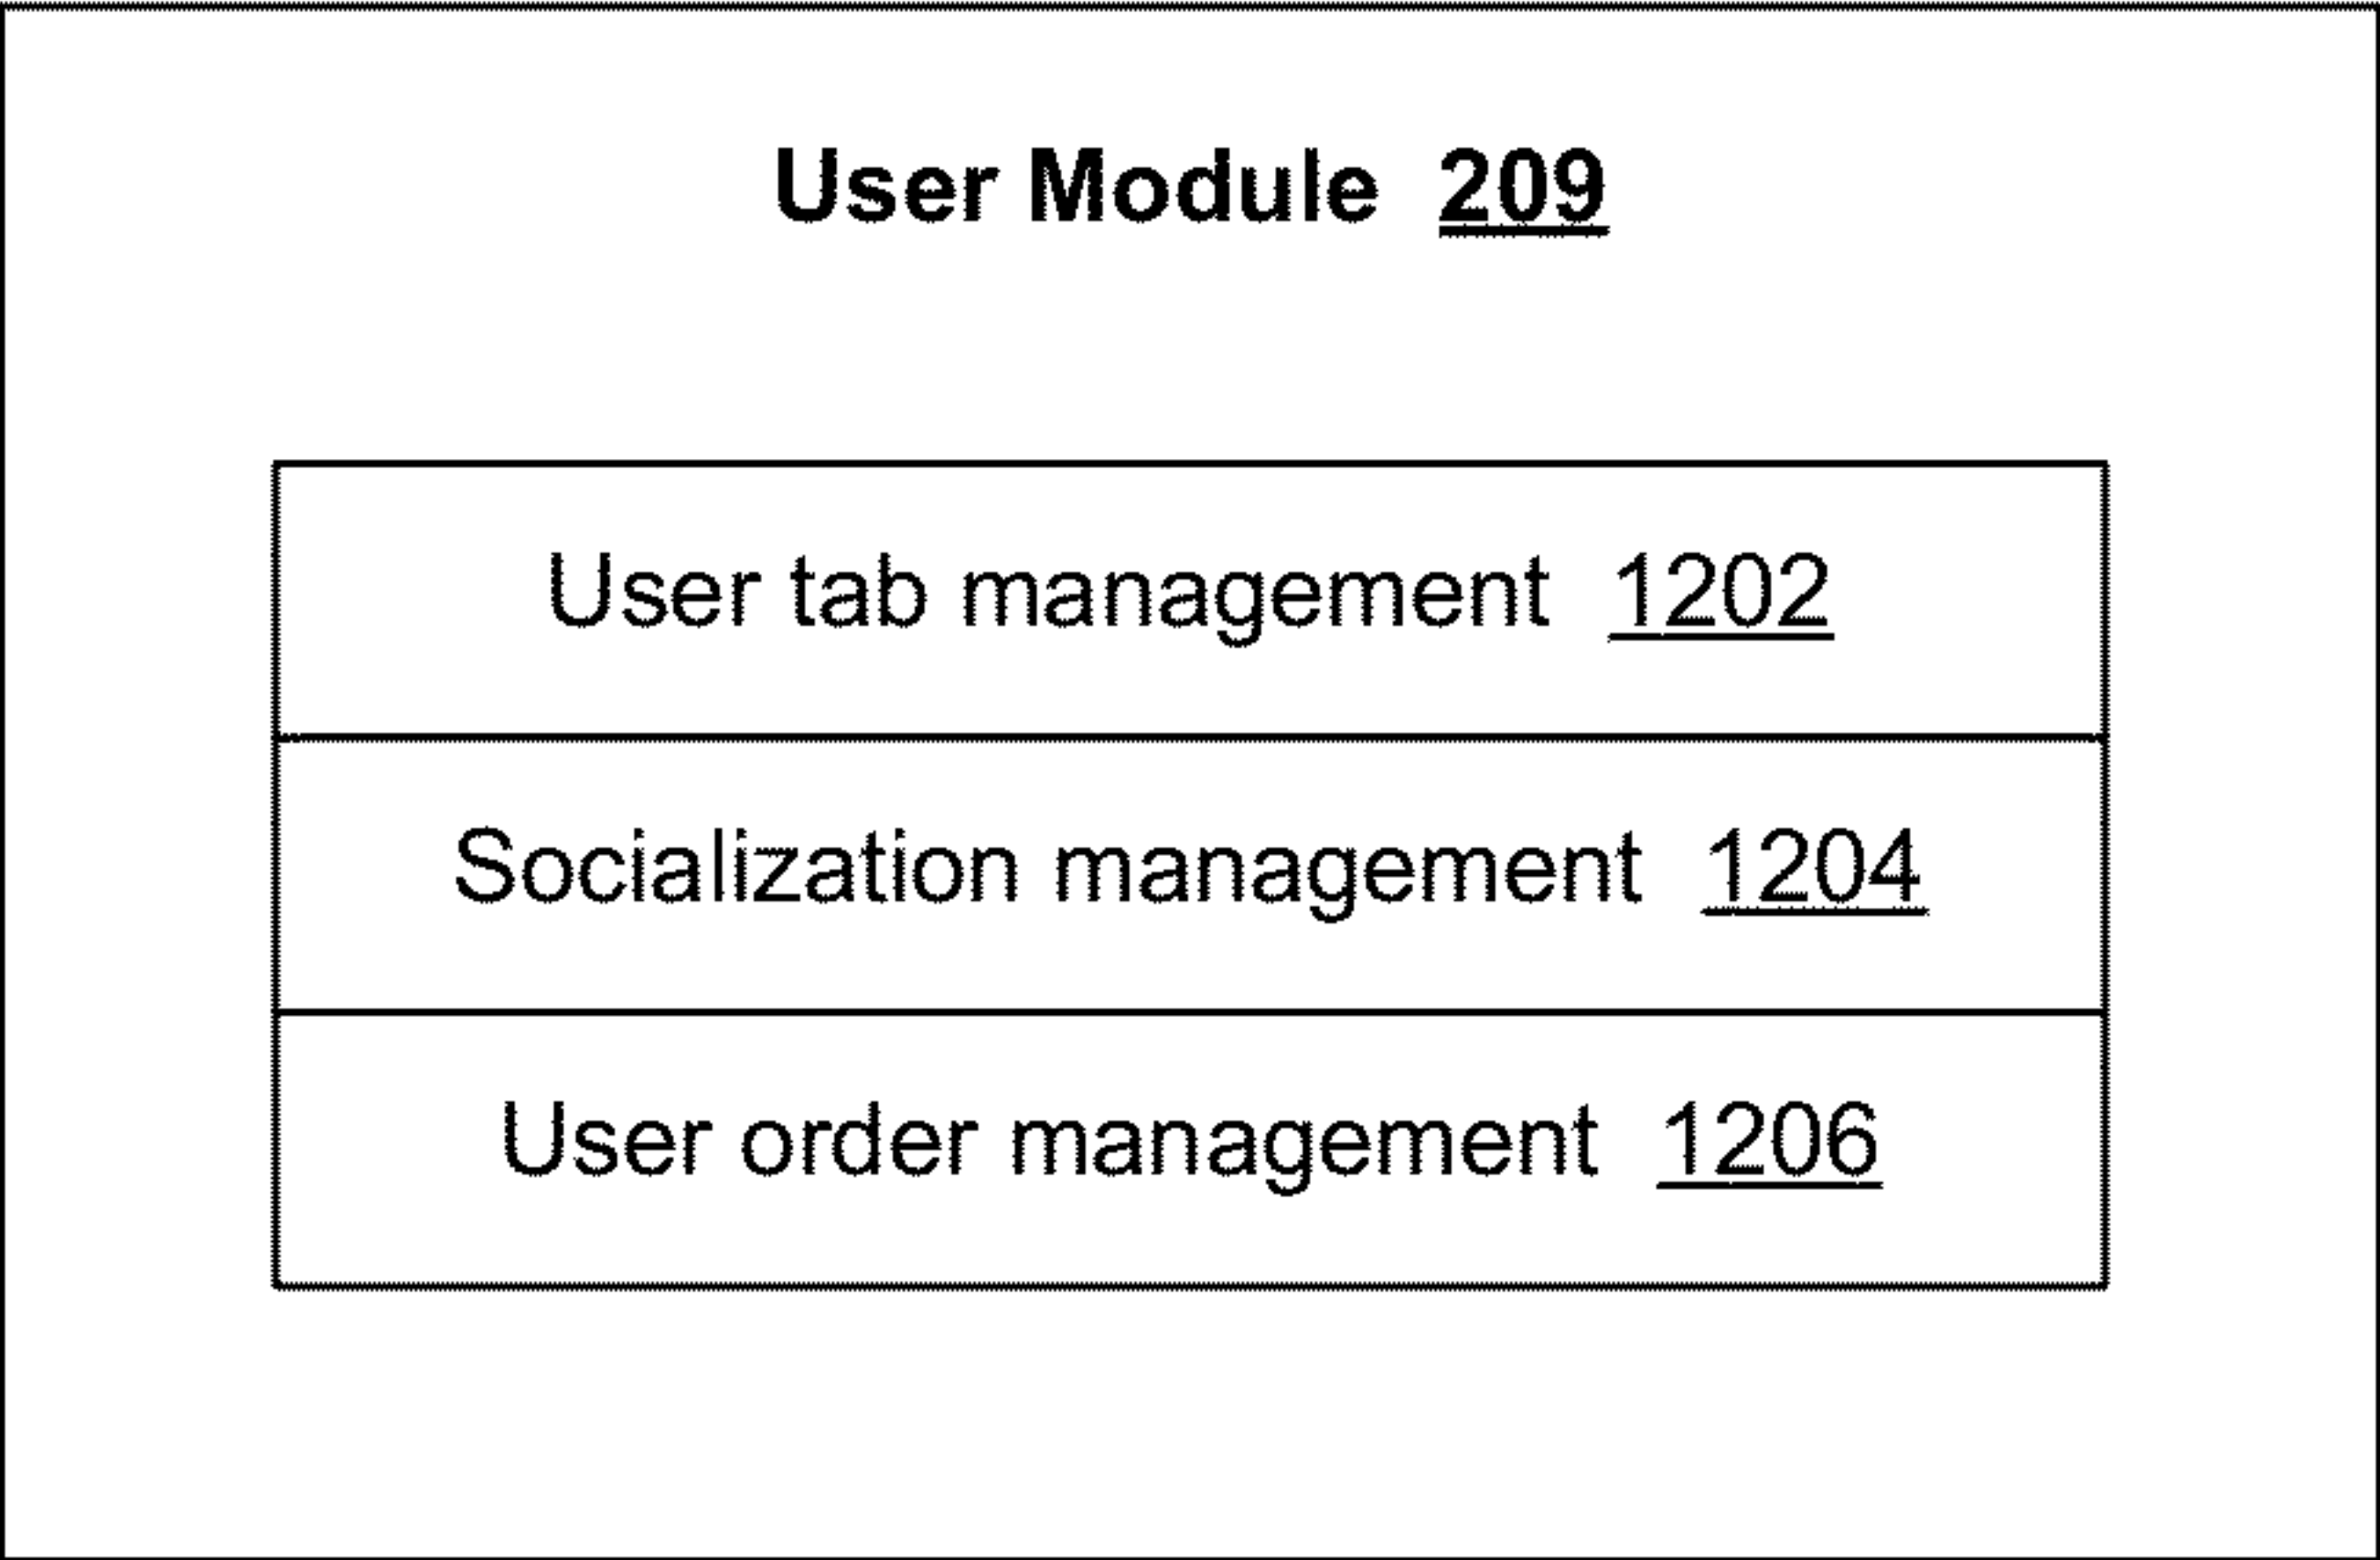 User Module 209
User tab management 1202
Socialization management 1204
User order management 1206